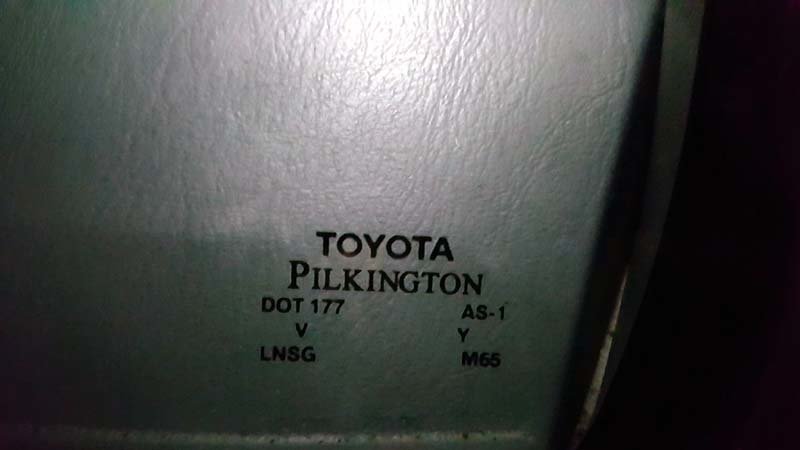 TOYOTA
PILKINGTON
DOT 177 AS-1
V Y
LNSG M65